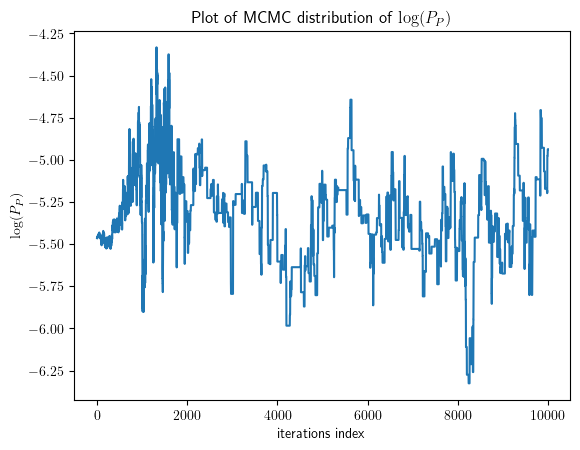 Plot of MCMC distribution of log(P_P)
log(P_P)
−4.25
−4.50
−4.75
−5.00
−5.25
−5.50
−5.75
−6.00
−6.25
0 2000 4000 6000 8000 10000
iterations index